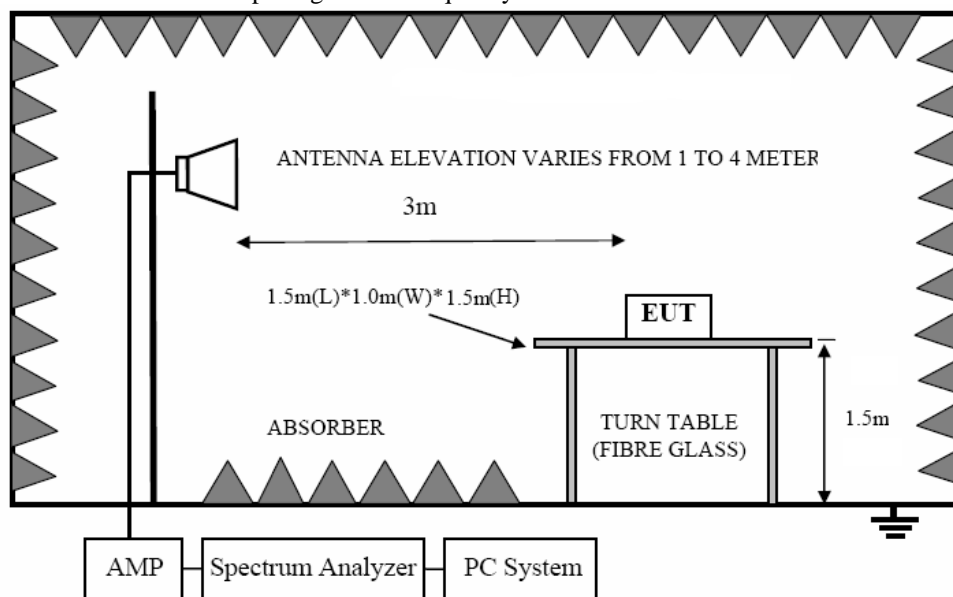 ANTENNA ELEVATION VARIES FROM 1 TO 4 METER
3m
1.5m(L)*1.0m(W)*1.5m(H)
EUT
ABSORBER
TURN TABLE
(FIBRE GLASS)
1.5m
AMP
Spectrum Analyzer
PC System